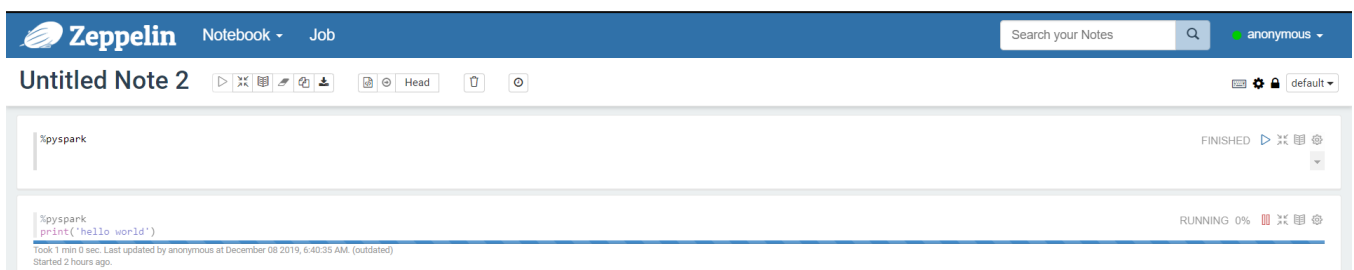 Zeppelin Notebook Job Search your Notes anonymous
Untitled Note 2 Head default
%pyspark FINISHED
%pyspark RUNNING 0%
print('hello world')
Took 1 min 0 sec. Last updated by anonymous at December 08 2019, 6:40:35 AM. (outdated)
Started 2 hours ago.